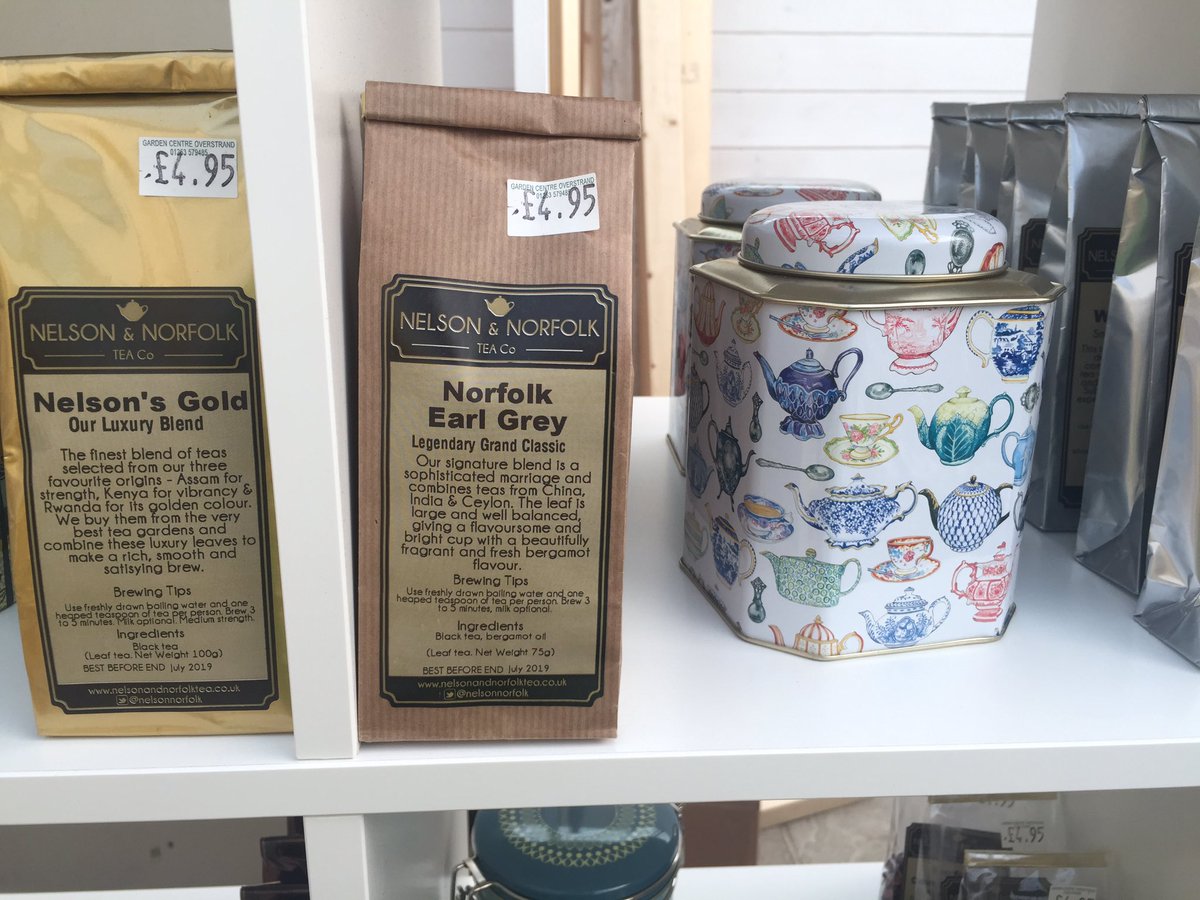 GARDEN CENTRE OVERSTRAND
01263 579485
£4.95
NELSON & NORFOLK
TEA Co
Nelson's Gold
Our Luxury Blend
The finest blend of teas
selected from our three
favourite origins - Assam for
strength, Kenya for vibrancy &
Rwanda for its golden colour.
We buy them from the very
best tea gardens and
combine these luxury leaves to
make a rich, smooth and
satisying brew.
Brewing Tips
Use freshly drawn boiling water and one
heaped teaspoon of tea per person. Brew 3
to 5 minutes. Milk optional. Medium strength.
Ingredients
Black tea
(Leaf tea. Net Weight 100g)
BEST BEFORE END July 2019
www.nelsonandnorfolktea.co.uk
@nelsonnorfolk
GARDEN CENTRE OVERSTRAND
01263 57948
£4.95
NELSON & NORFOLK
TEA Co
Norfolk
Earl Grey
Legendary Grand Classic
Our signature blend is a
sophisticated marriage and
combines teas from China,
India & Ceylon. The leaf is
large and well balanced,
giving a flavoursome and
bright cup with a beautifully
fragrant and fresh bergamot
flavour.
Brewing Tips
Use freshly drawn boiling water and one
heaped teaspoon of tea per person. Brew 3
to 5 minutes, milk optional.
Ingredients
Black tea, bergamot oil
(Leaf tea. Net Weight 75g)
BEST BEFORE END July 2019
www.nelsonandnorfolktea.co.uk
@nelsonnorfolk
NELSON